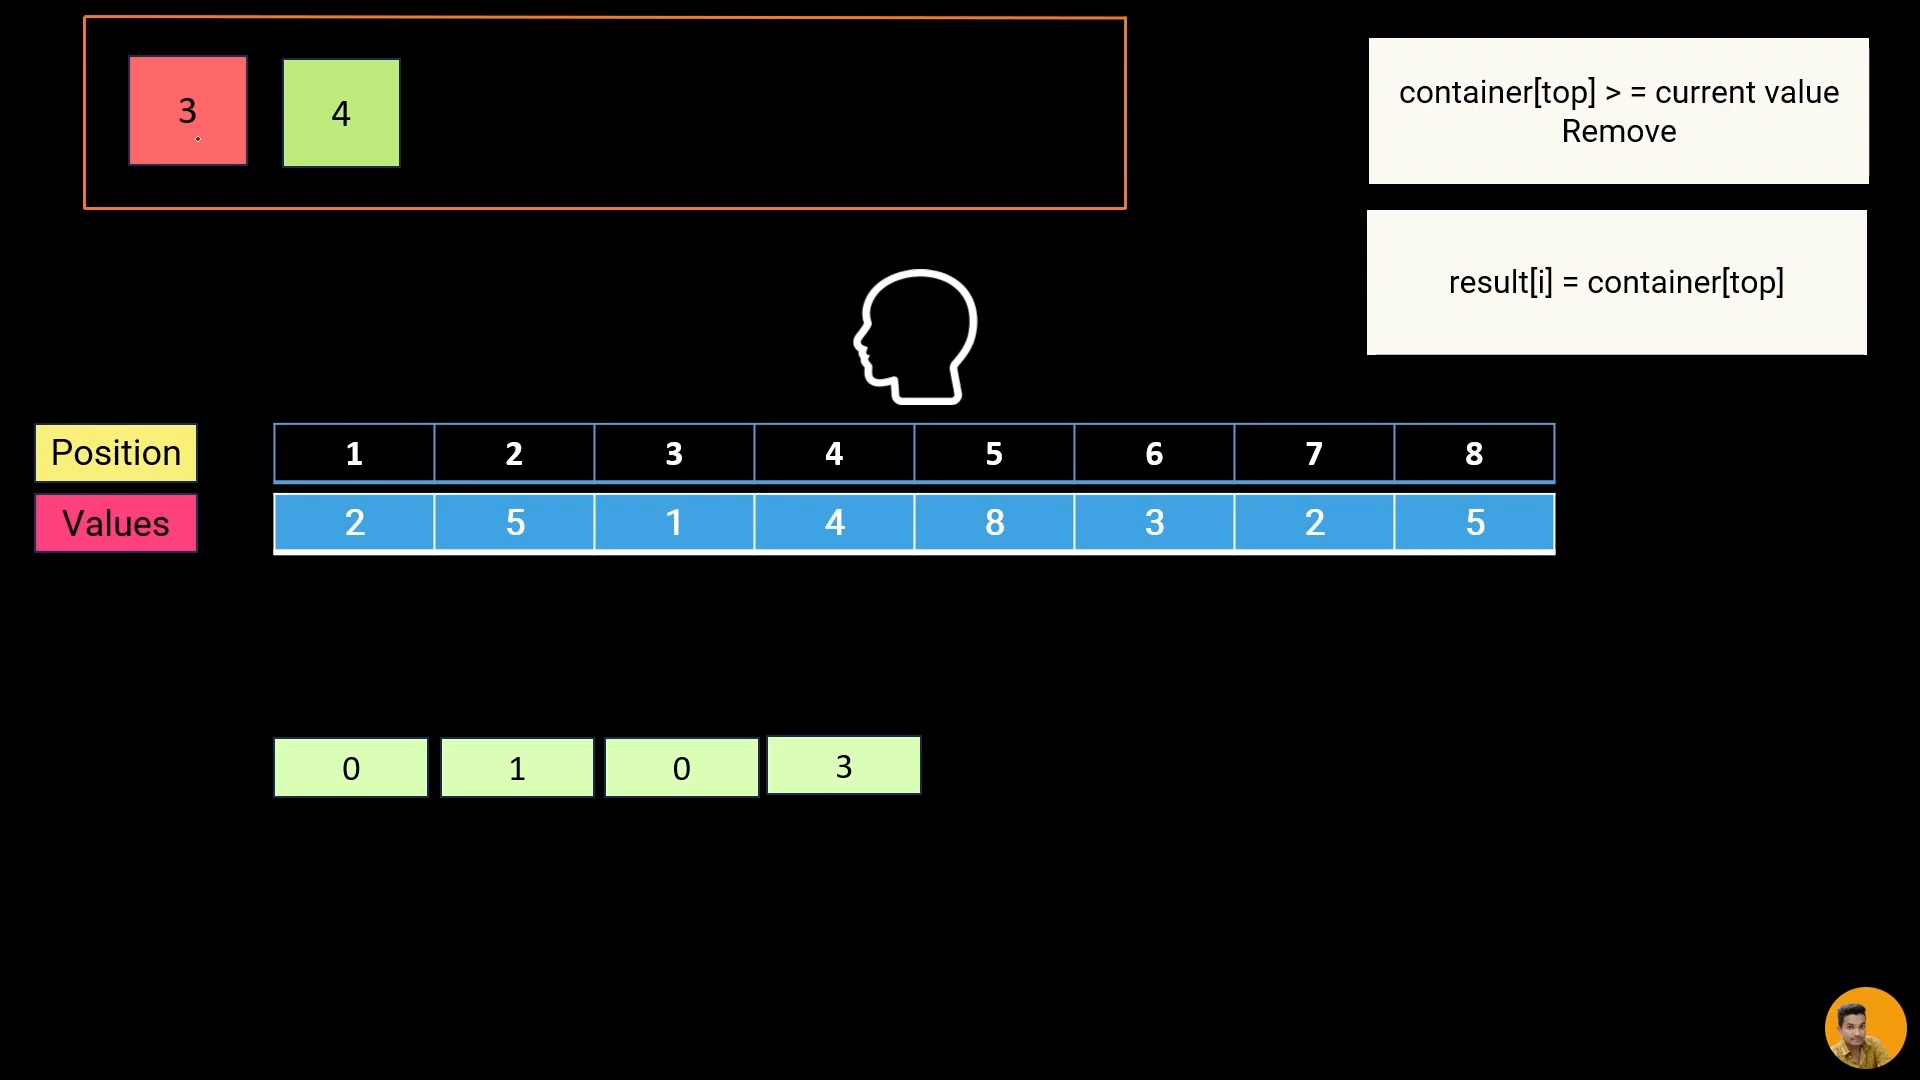 3 4
container[top] > = current value
Remove
result[i] = container[top]
Position 1 2 3 4 5 6 7 8
Values 2 5 1 4 8 3 2 5
0 1 0 3